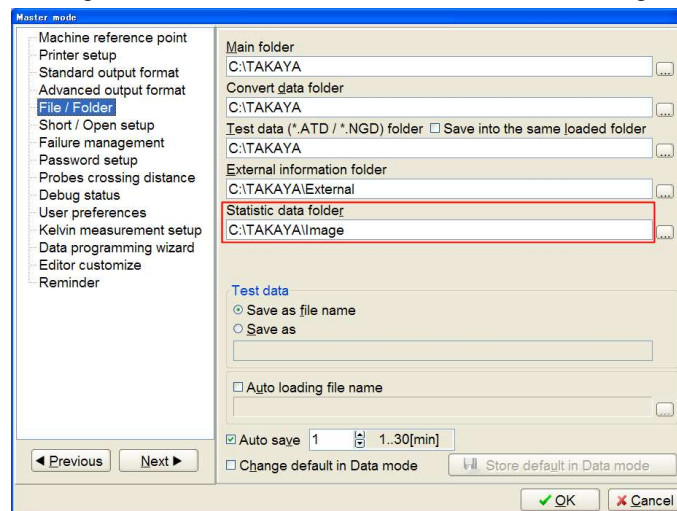 Master mode
Machine reference point
Printer setup
Standard output format
Advanced output format
File / Folder
Short / Open setup
Failure management
Password setup
Probes crossing distance
Debug status
User preferences
Kelvin measurement setup
Data programming wizard
Editor customize
Reminder
Previous
Next
Main folder
C:\TAKAYA
...
Convert data folder
C:\TAKAYA
...
Test data (*.ATD / *.NGD) folder Save into the same loaded folder
C:\TAKAYA
...
External information folder
C:\TAKAYA\External
...
Statistic data folder
C:\TAKAYA\Image
...
Test data
Save as file name
Save as
Auto loading file name
...
Auto save 1 1..30[min]
Change default in Data mode Store default in Data mode
OK Cancel